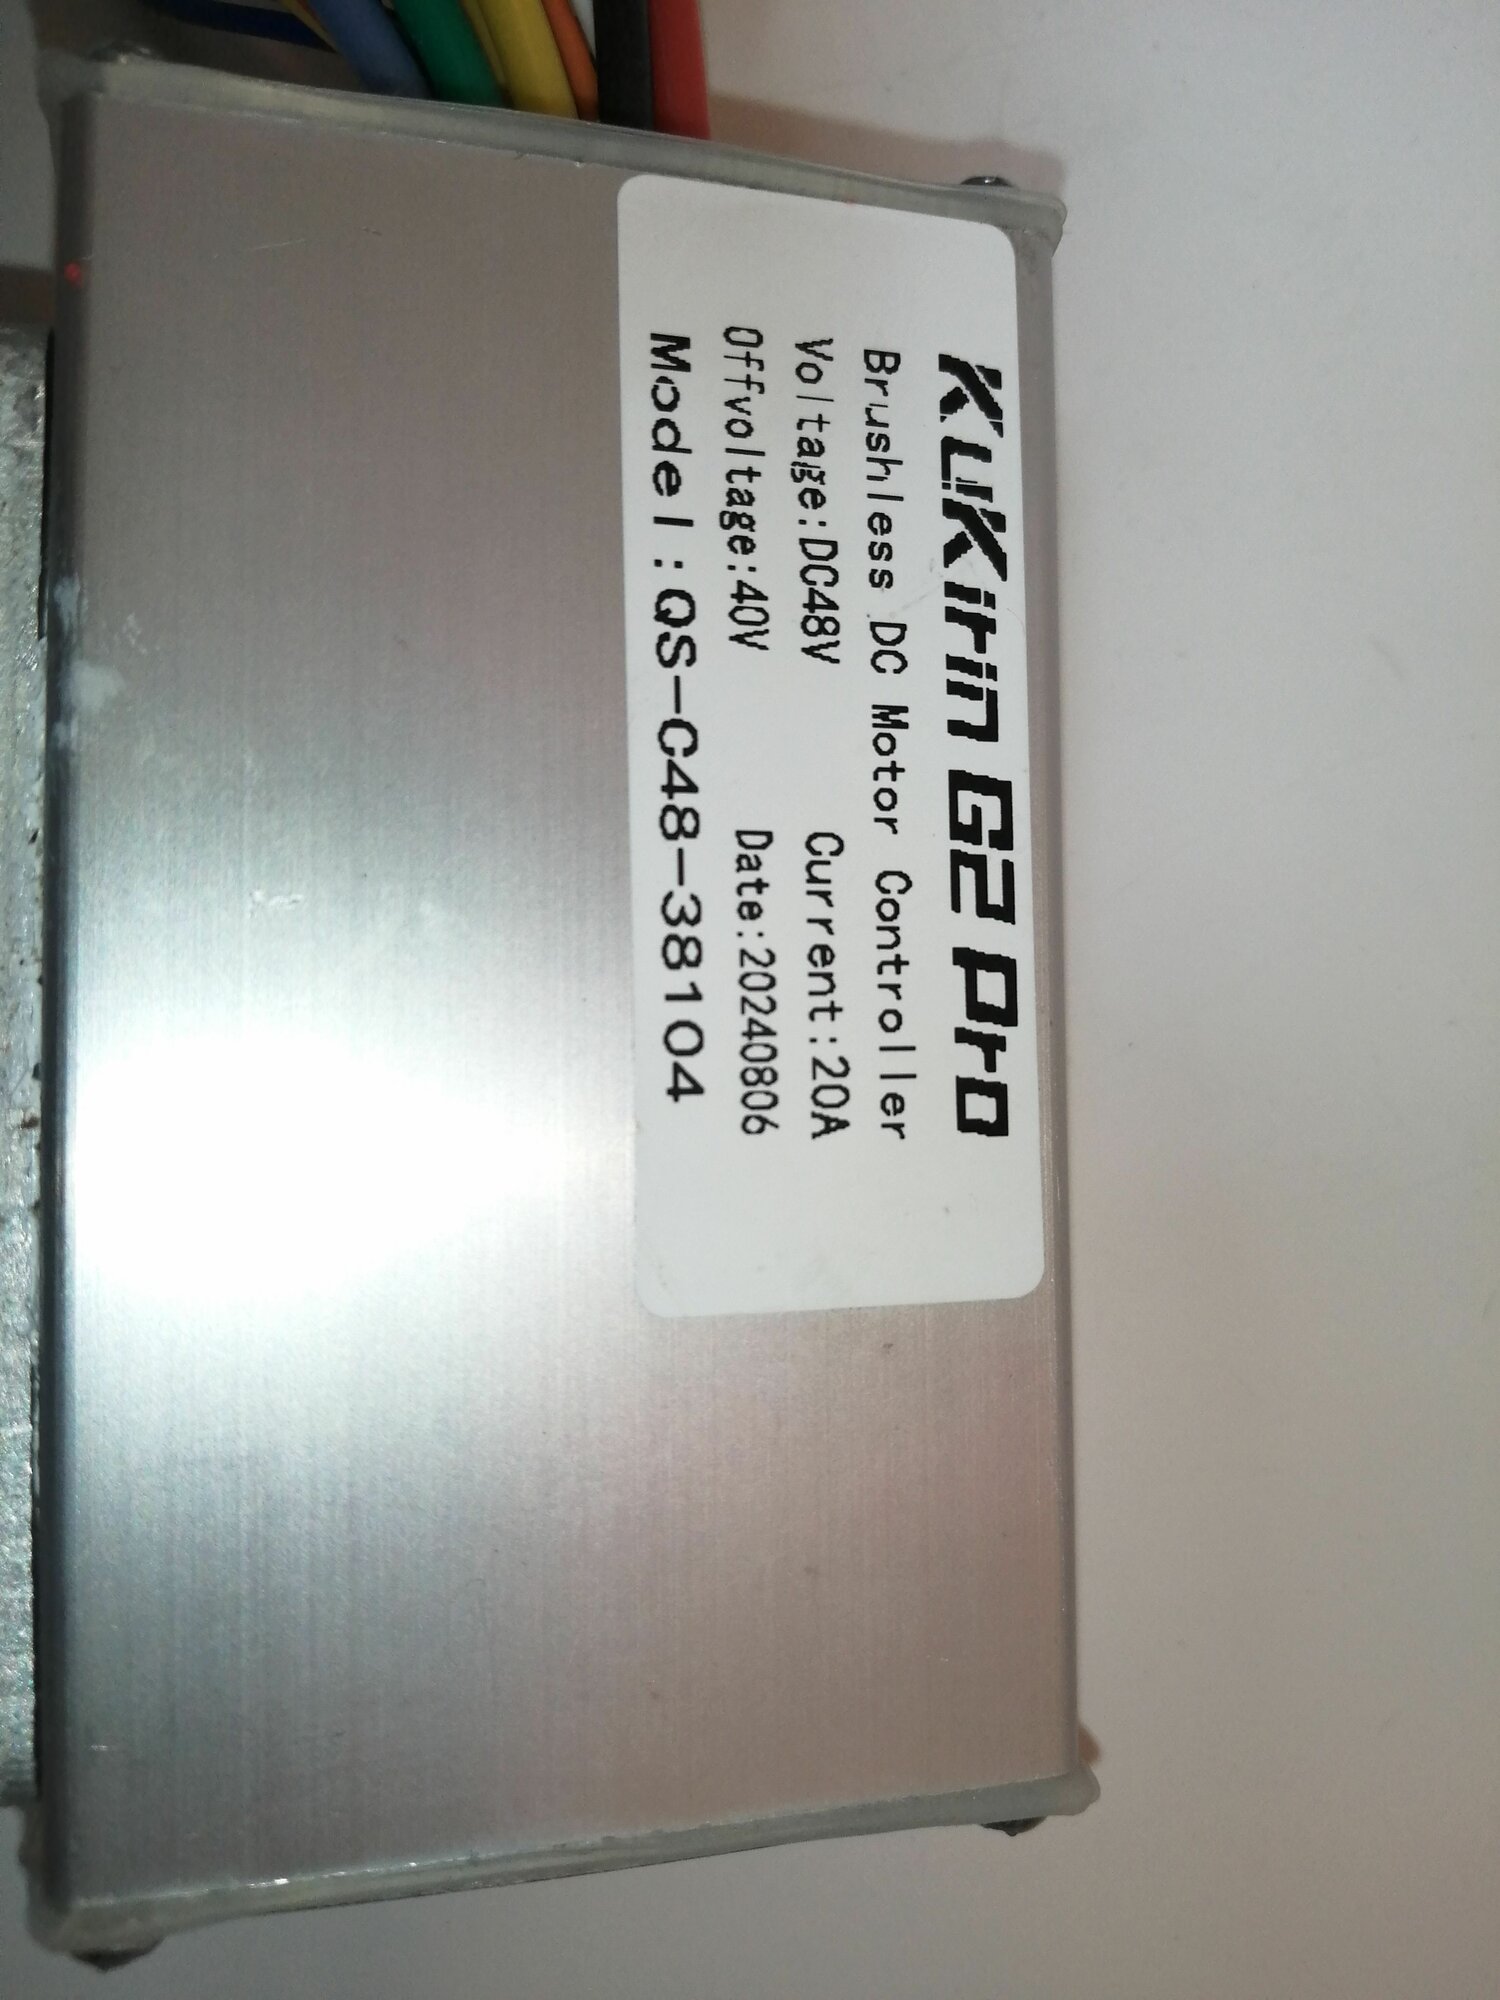 KuKirin G2 Pro
Brushless DC Motor Controller
Voltage:DC48V Current:20A
Offvoltage:40V Date:20240806
Model:QS-C48-38104